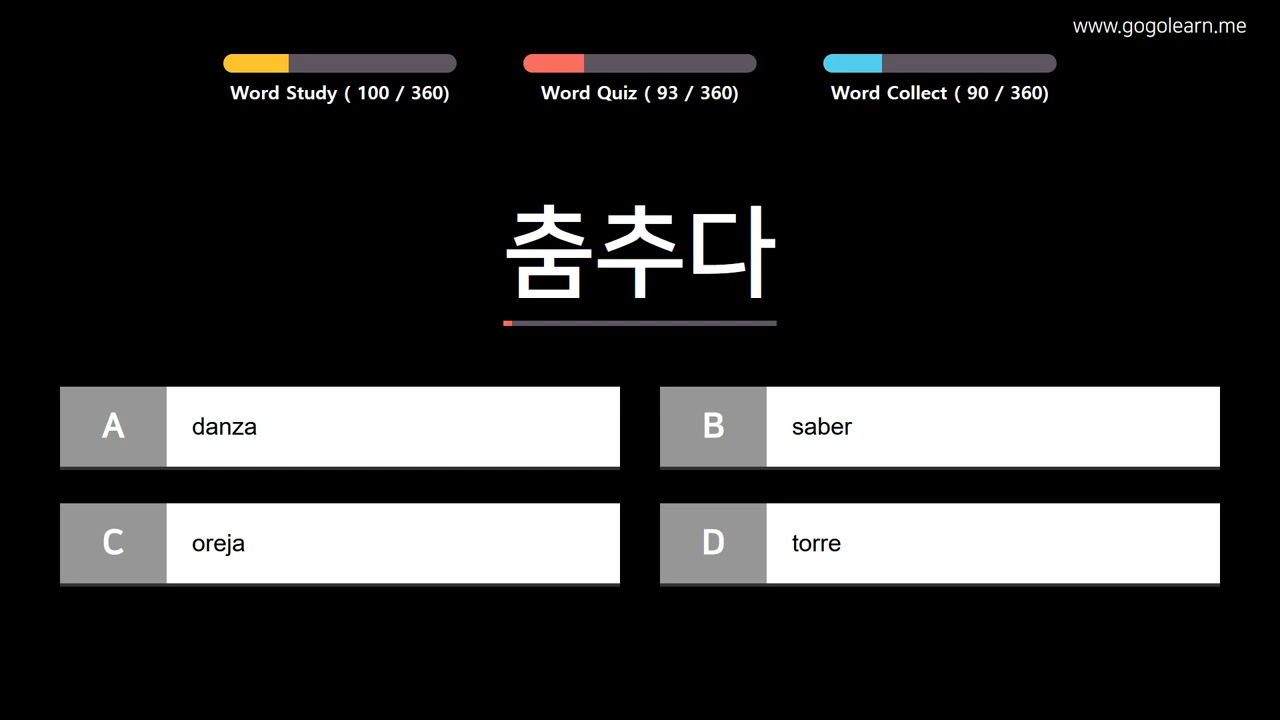 www.gogolearn.me
Word Study ( 100 / 360)
Word Quiz ( 93 / 360)
Word Collect ( 90 / 360)
춤추다
A danza
B saber
C oreja
D torre